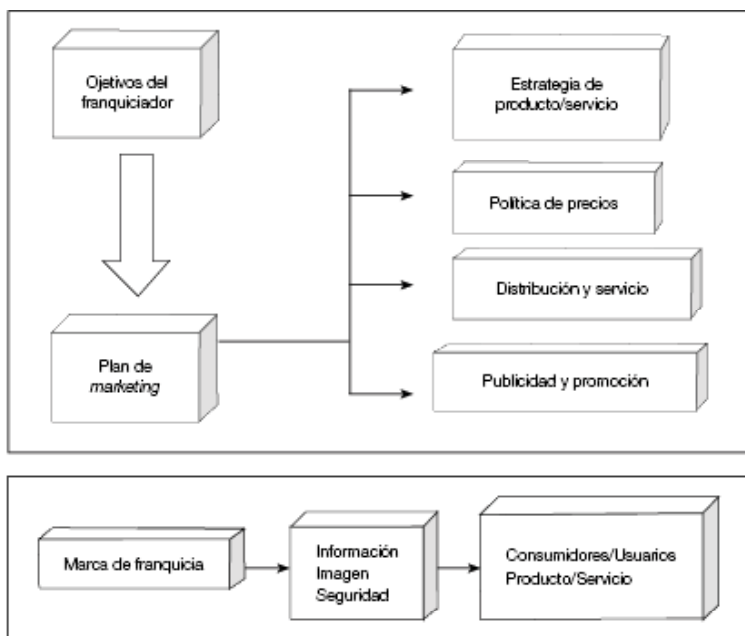 Ojetivos del
franquiciador
Estrategia de
producto/servicio
Política de precios
Distribución y servicio
Plan de
marketing
Publicidad y promoción
Marca de franquicia
Información
Imagen
Seguridad
Consumidores/Usuarios
Producto/Servicio